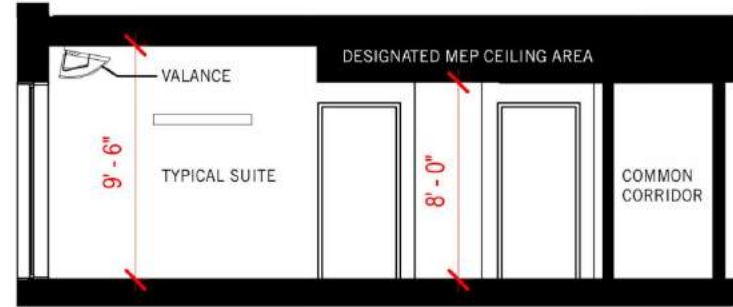 DESIGNATED MEP CEILING AREA
VALANCE
9' - 6"
TYPICAL SUITE
8' - 0"
COMMON
CORRIDOR